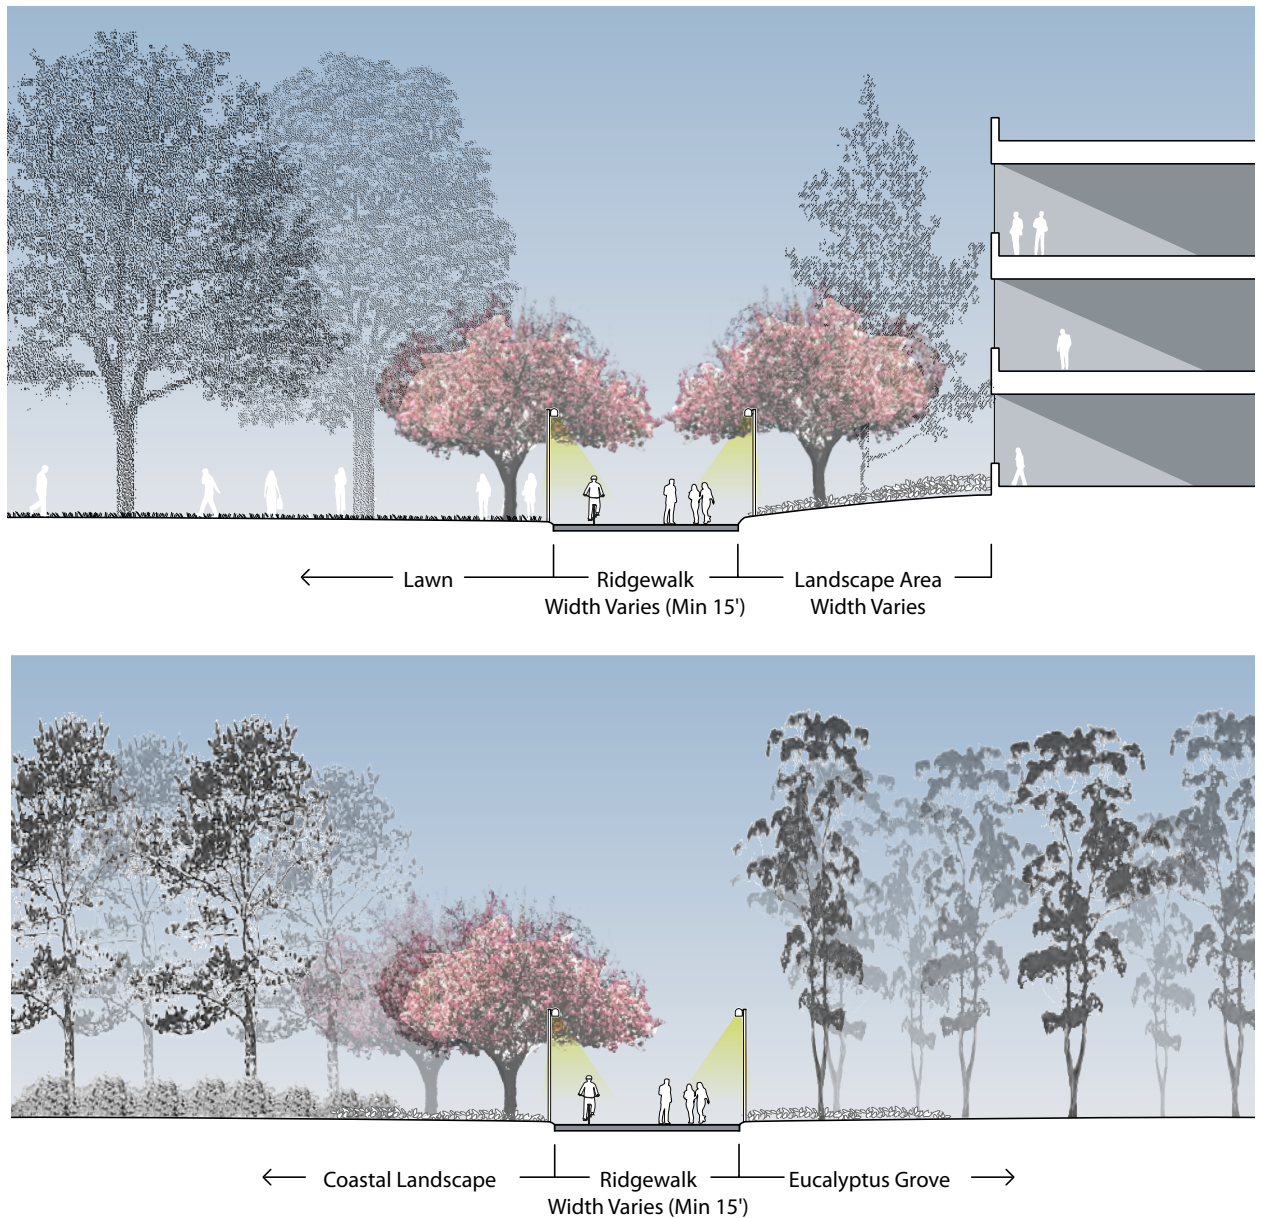 Lawn
Ridgewalk
Width Varies (Min 15')
Landscape Area
Width Varies
Coastal Landscape
Ridgewalk
Width Varies (Min 15')
Eucalyptus Grove